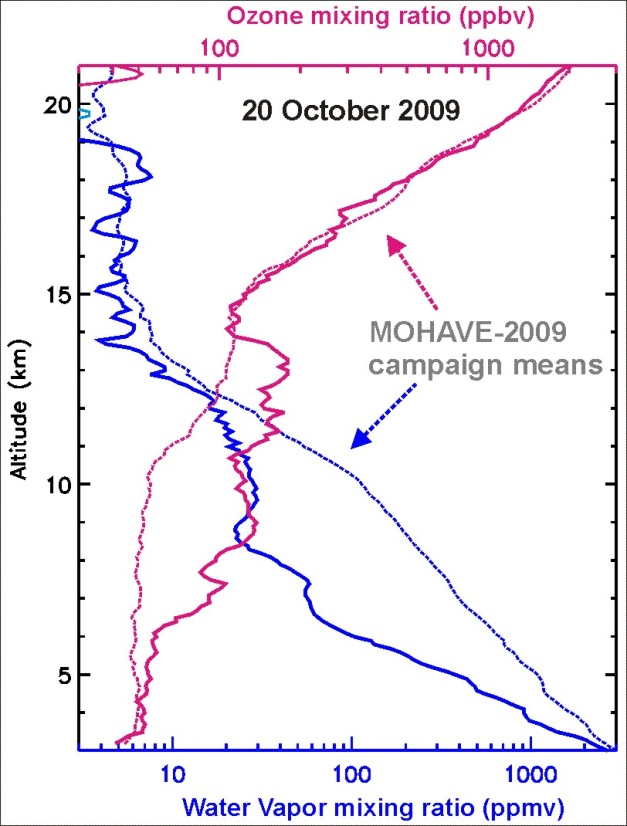 Ozone mixing ratio (ppbv)
100 1000
20 October 2009
20
15
10
5
Altitude (km)
MOHAVE-2009
campaign means
10 100 1000
Water Vapor mixing ratio (ppmv)